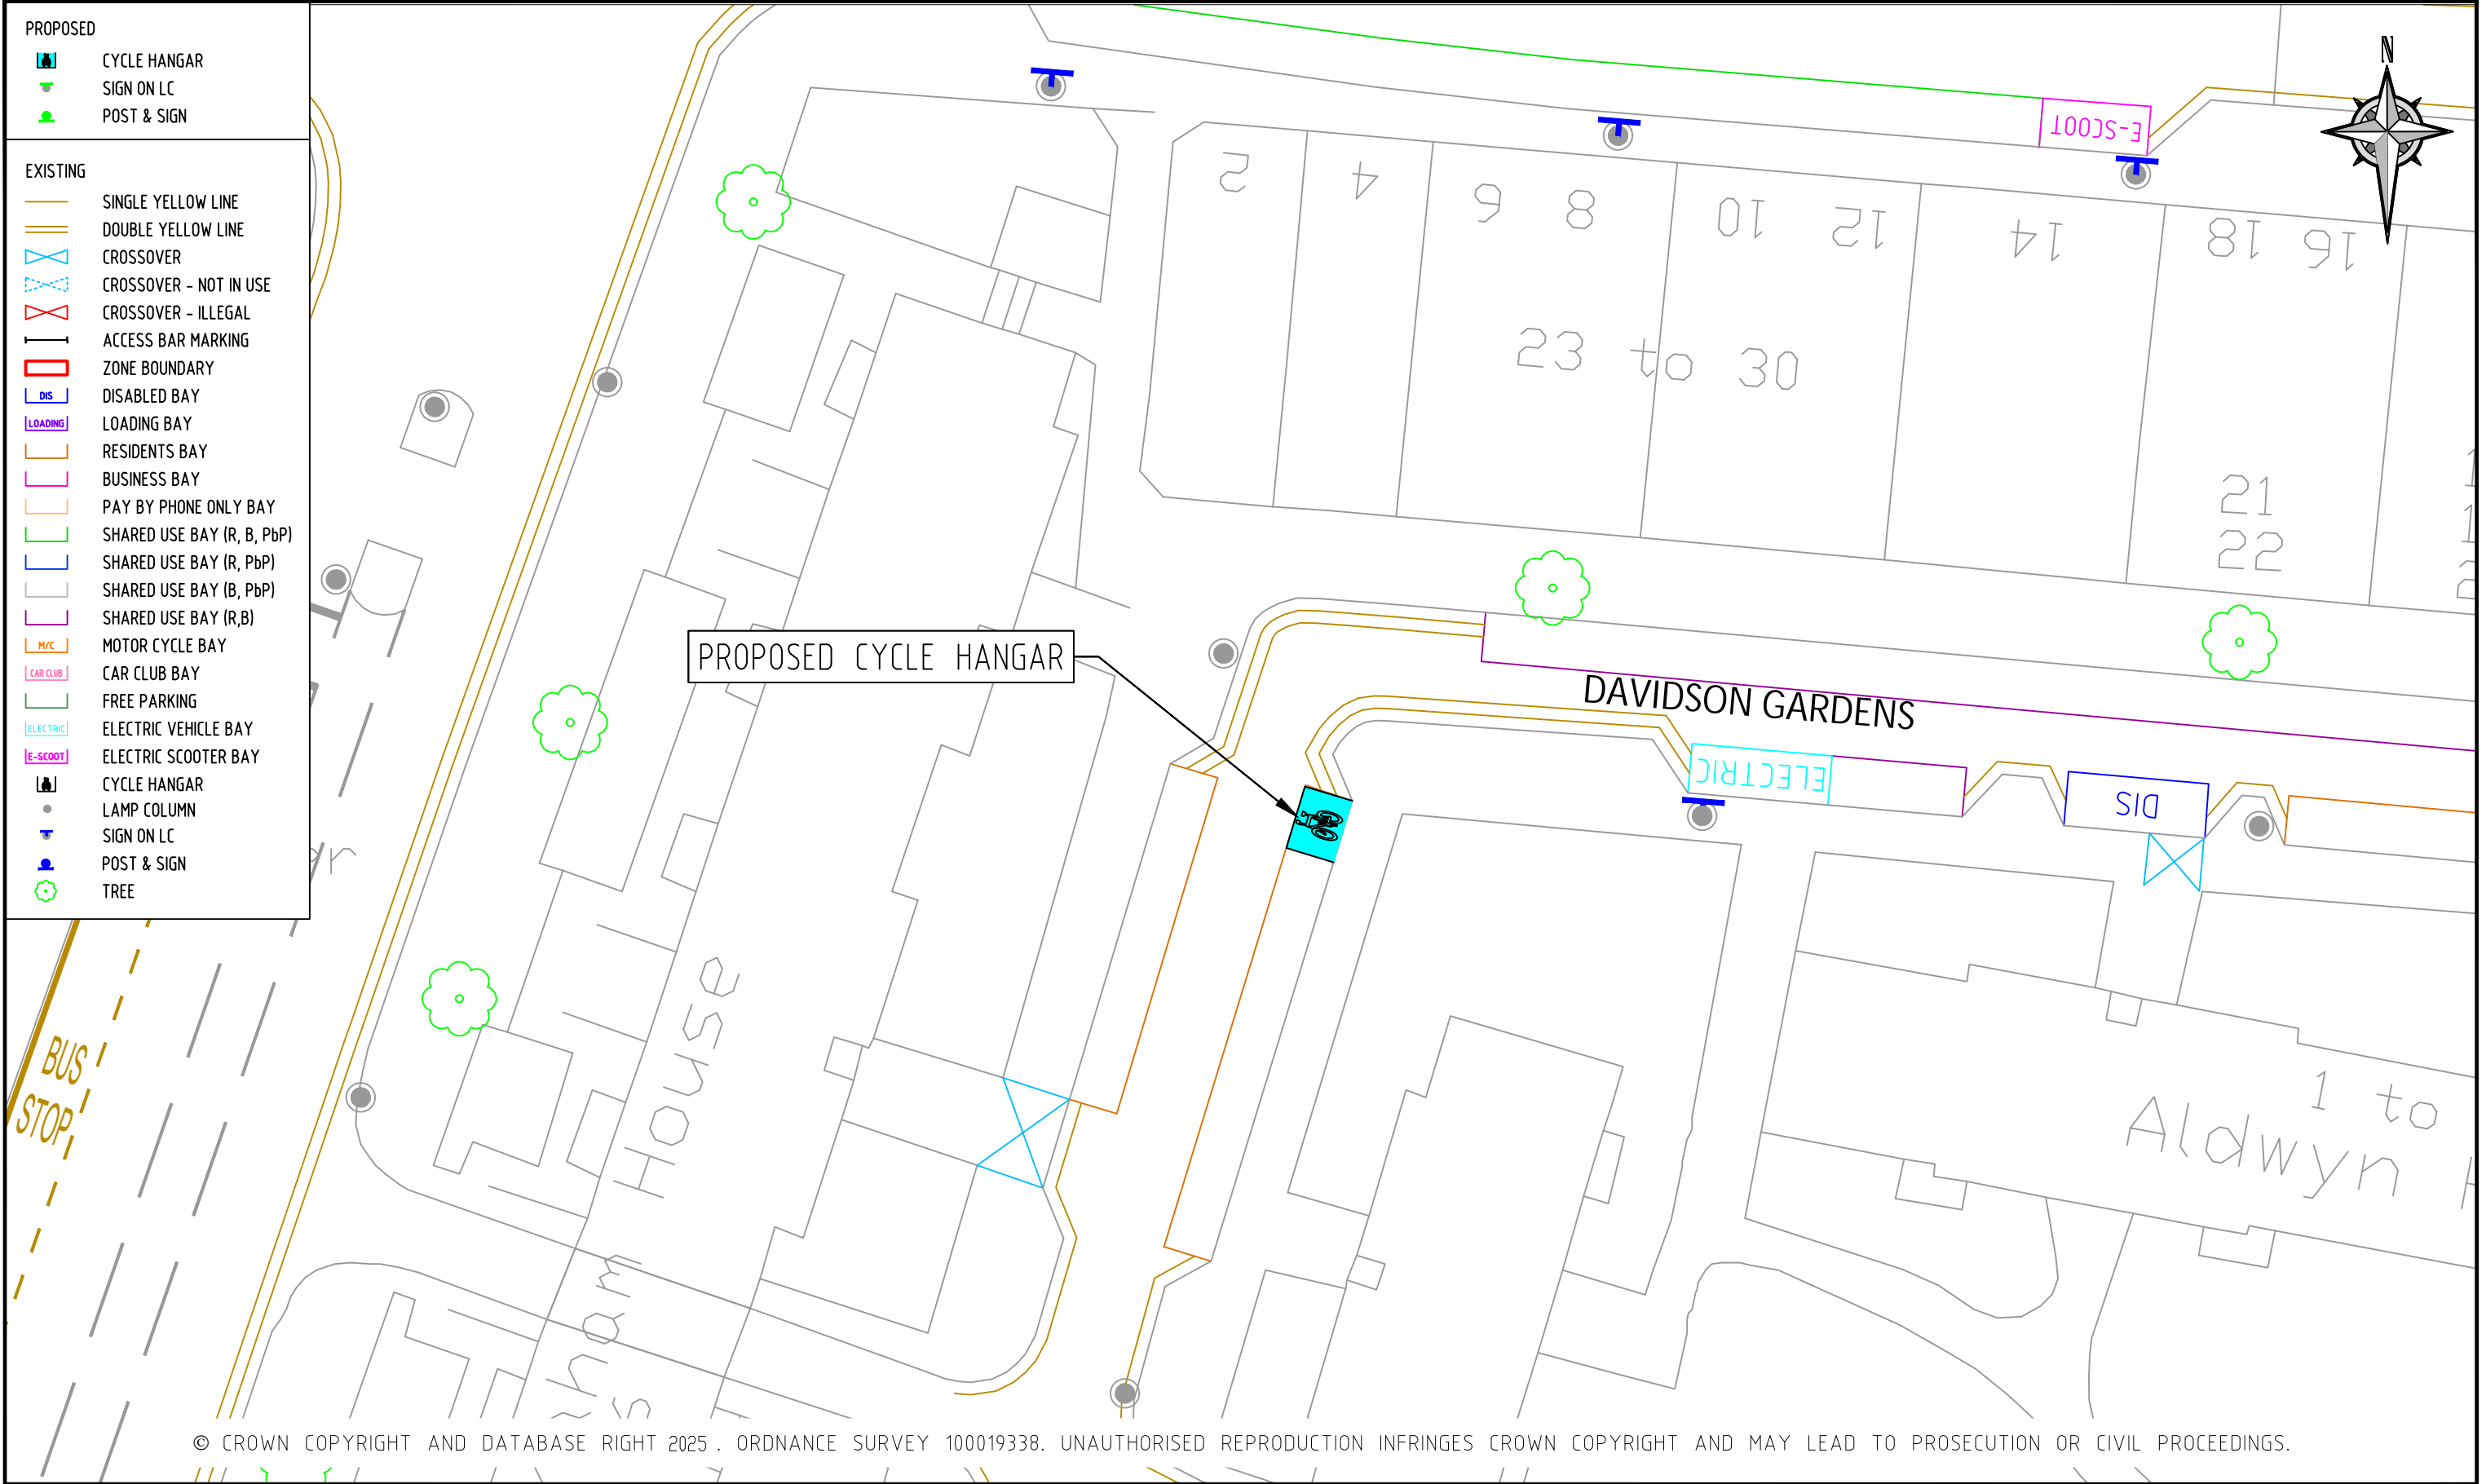 PROPOSED
CYCLE HANGAR
SIGN ON LC
POST & SIGN
EXISTING
SINGLE YELLOW LINE
DOUBLE YELLOW LINE
CROSSOVER
CROSSOVER - NOT IN USE
CROSSOVER - ILLEGAL
ACCESS BAR MARKING
ZONE BOUNDARY
DIS DISABLED BAY
LOADING LOADING BAY
RESIDENTS BAY
BUSINESS BAY
PAY BY PHONE ONLY BAY
SHARED USE BAY (R, B, PbP)
SHARED USE BAY (R, PbP)
SHARED USE BAY (B, PbP)
SHARED USE BAY (R,B)
M/C MOTOR CYCLE BAY
CAR CLUB CAR CLUB BAY
FREE PARKING
ELECTRIC ELECTRIC VEHICLE BAY
E-SCOOT ELECTRIC SCOOTER BAY
CYCLE HANGAR
LAMP COLUMN
SIGN ON LC
POST & SIGN
TREE
N
E-SCOOT
2 4 6 8 10 12 14 18 16
23 to 30
21
22
PROPOSED CYCLE HANGAR
DAVIDSON GARDENS
ELECTRIC
DIS
House
BUS
STOP
1 to
Aldwyn
© CROWN COPYRIGHT AND DATABASE RIGHT 2025 . ORDNANCE SURVEY 100019338. UNAUTHORISED REPRODUCTION INFRINGES CROWN COPYRIGHT AND MAY LEAD TO PROSECUTION OR CIVIL PROCEEDINGS.